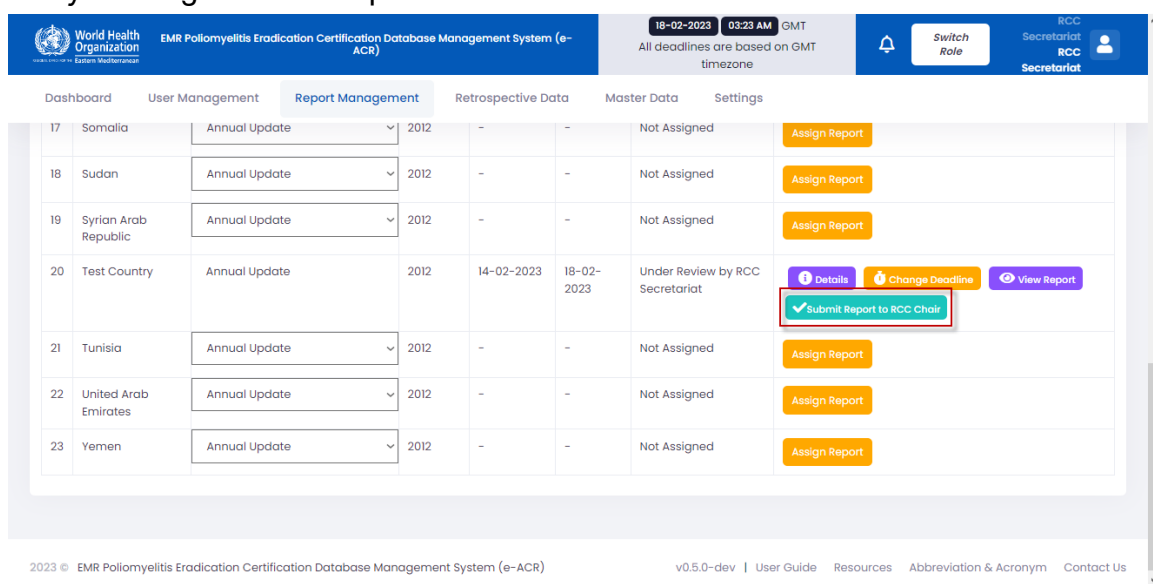 World Health
Organization
Eastern Mediterranean
EMR Poliomyelitis Eradication Certification Database Management System (e-
ACR)
18-02-2023 03:23 AM GMT
All deadlines are based on GMT
timezone
Switch
Role
RCC
Secretariat
RCC
Secretariat
Dashboard User Management Report Management Retrospective Data Master Data Settings
17 Somalia Annual Update 2012 - - Not Assigned Assign Report
18 Sudan Annual Update 2012 - - Not Assigned Assign Report
19 Syrian Arab Annual Update 2012 - - Not Assigned Assign Report
Republic
20 Test Country Annual Update 2012 14-02-2023 18-02- Under Review by RCC Details Change Deadline View Report
2023 Secretariat
Submit Report to RCC Chair
21 Tunisia Annual Update 2012 - - Not Assigned Assign Report
22 United Arab Annual Update 2012 - - Not Assigned Assign Report
Emirates
23 Yemen Annual Update 2012 - - Not Assigned Assign Report
2023 © EMR Poliomyelitis Eradication Certification Database Management System (e-ACR) v0.5.0-dev | User Guide Resources Abbreviation & Acronym Contact Us